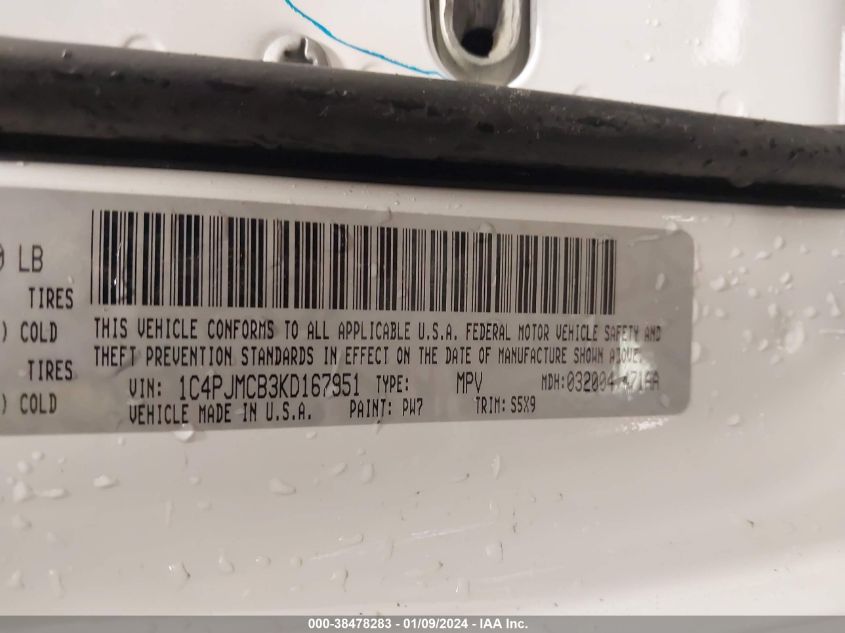 LB
TIRES
) COLD
TIRES
) COLD
THIS VEHICLE CONFORMS TO ALL APPLICABLE U.S.A. FEDERAL MOTOR VEHICLE SAFETY AND
THEFT PREVENTION STANDARDS IN EFFECT ON THE DATE OF MANUFACTURE SHOWN ABOVE.
VIN: 1C4PJMCB3KD167951 TYPE: MPV MDH:
VEHICLE MADE IN U.S.A. PAINT: PW7 TRIM: S5X9
000-38478283 - 01/09/2024 - IAA Inc.